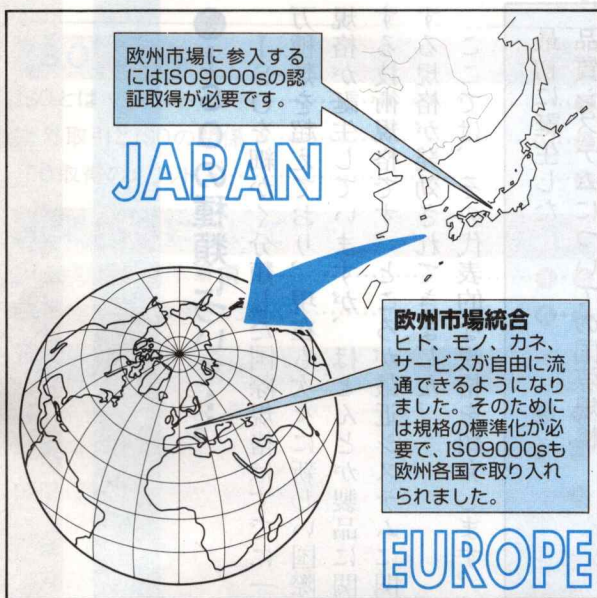 欧州市場に参入する
にはISO9000sの認
証取得が必要です。
JAPAN
欧州市場統合
ヒト、モノ、カネ、
サービスが自由に流
通できるようになり
ました。そのためにに
は規格の標準化が必
要で、ISO9000sも
欧州各国で取り入れ
られました。
EUROPE